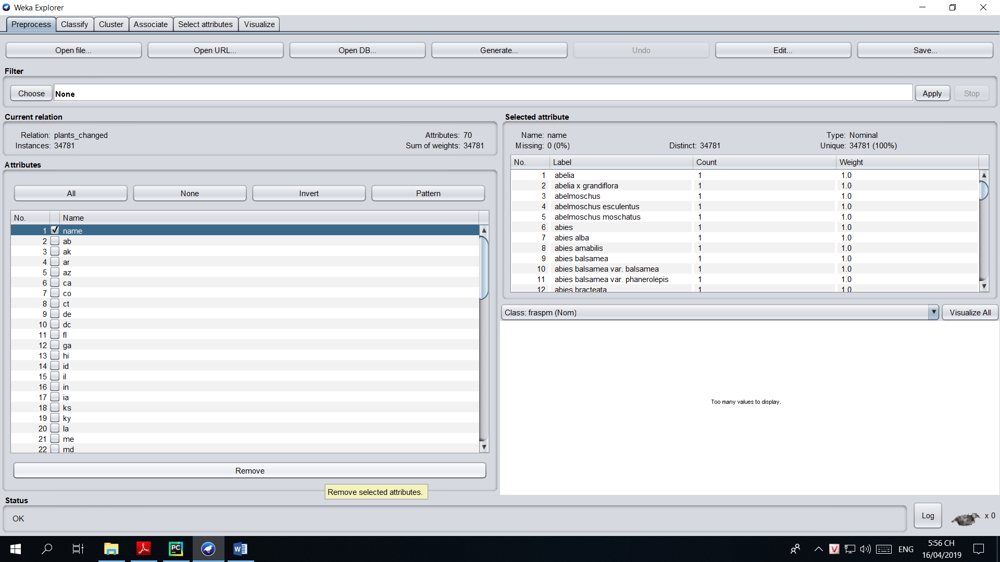 Weka Explorer
Preprocess Classify Cluster Associate Select attributes Visualize
Open file... Open URL... Open DB... Generate... Undo Edit... Save...
Filter
Choose None Apply Stop
Current relation
Relation: plants_changed Attributes: 70
Instances: 34781 Sum of weights: 34781
Attributes
All None Invert Pattern
No. Name
1 name
2 ab
3 ak
4 ar
5 az
6 ca
7 co
8 ct
9 de
10 dc
11 fl
12 ga
13 hi
14 id
15 il
16 in
17 ia
18 ks
19 ky
20 la
21 me
22 md
Remove
Remove selected attributes.
Selected attribute
Name: name Type: Nominal
Missing: 0 (0%) Distinct: 34781 Unique: 34781 (100%)
No. Label Count Weight
1 abelia 1 1.0
2 abelia x grandiflora 1 1.0
3 abelmoschus 1 1.0
4 abelmoschus esculentus 1 1.0
5 abelmoschus moschatus 1 1.0
6 abies 1 1.0
7 abies alba 1 1.0
8 abies amabilis 1 1.0
9 abies balsamea 1 1.0
10 abies balsamea var. balsamea 1 1.0
11 abies balsamea var. phanerolepis 1 1.0
12 abies bracteata 1 1.0
Class: fraspm (Nom) Visualize All
Too many values to display.
Status
OK
Log x 0
PC
W
V
ENG
5:56 CH
16/04/2019